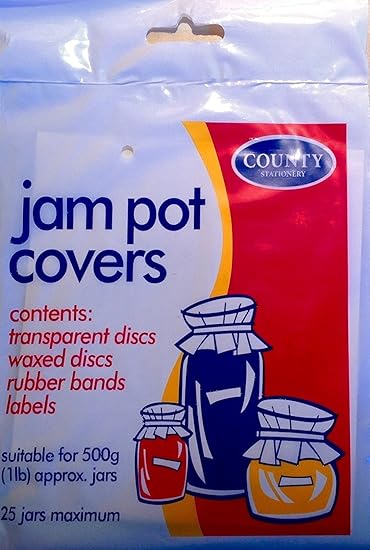 COUNTY
STATIONERY
jam pot
covers
contents:
transparent discs
waxed discs
rubber bands
labels
suitable for 500g
(1lb) approx. jars
25 jars maximum